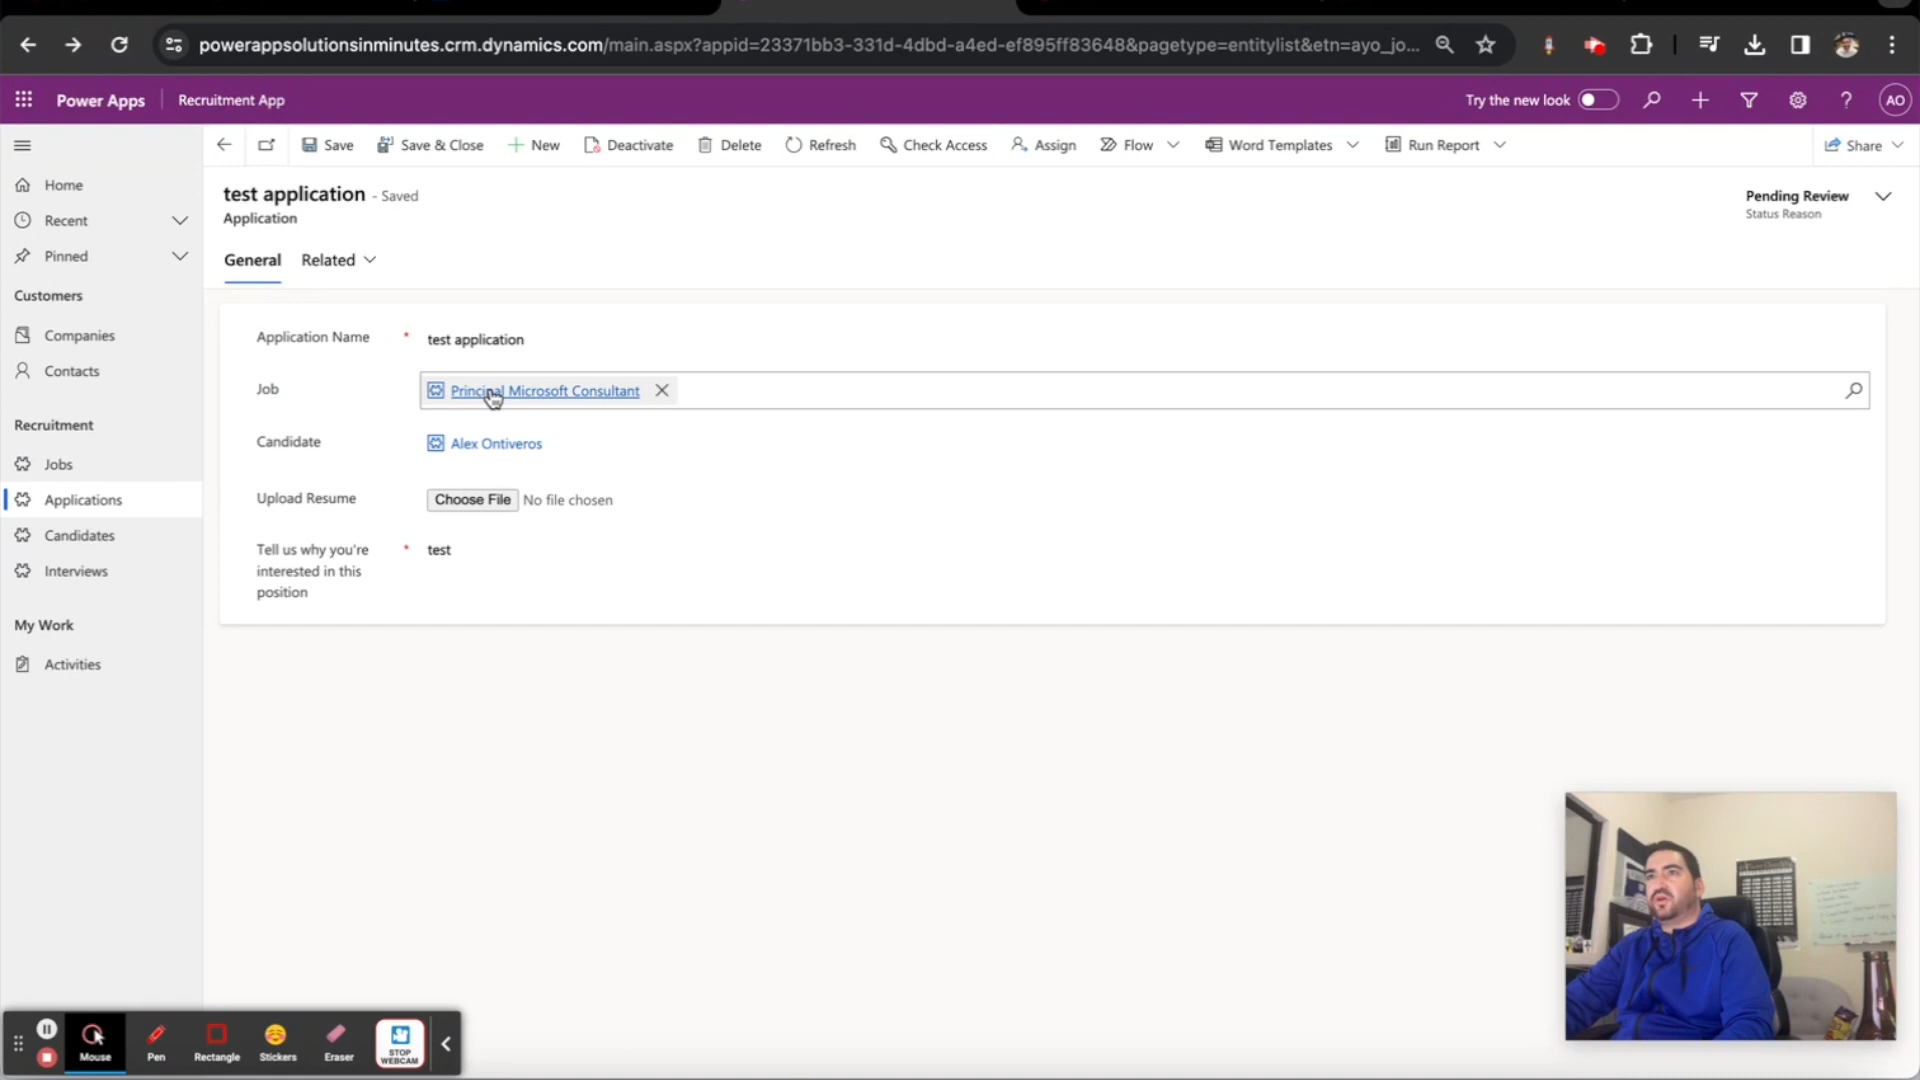 powerappsolutionsinminutes.crm.dynamics.com/main.aspx?appid=23371bb3-331d-4dbd-a4ed-ef895ff83648&pagetype=entitylist&etn=ayo_jo...
Power Apps
Recruitment App
Try the new look
AO
Save
Save & Close
New
Deactivate
Delete
Refresh
Check Access
Assign
Flow
Word Templates
Run Report
Share
Home
Recent
Pinned
Customers
Companies
Contacts
Recruitment
Jobs
Applications
Candidates
Interviews
My Work
Activities
test application - Saved
Application
Pending Review
Status Reason
General
Related
Application Name * test application
Job Principal Microsoft Consultant
Candidate Alex Ontiveros
Upload Resume Choose File No file chosen
Tell us why you're * test
interested in this
position
Mouse
Pen
Rectangle
Stickers
Eraser
STOP
WEBCAM